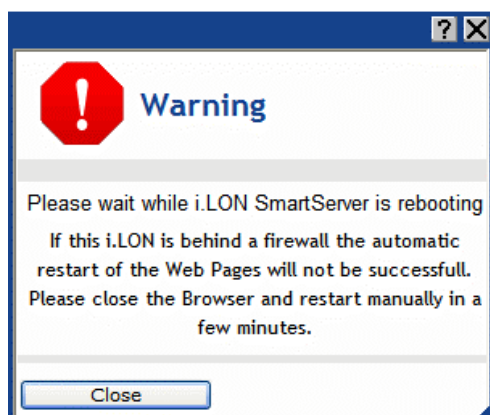 ?
Warning
Please wait while i.LON SmartServer is rebooting
If this i.LON is behind a firewall the automatic
restart of the Web Pages will not be successfull.
Please close the Browser and restart manually in a
few minutes.
Close